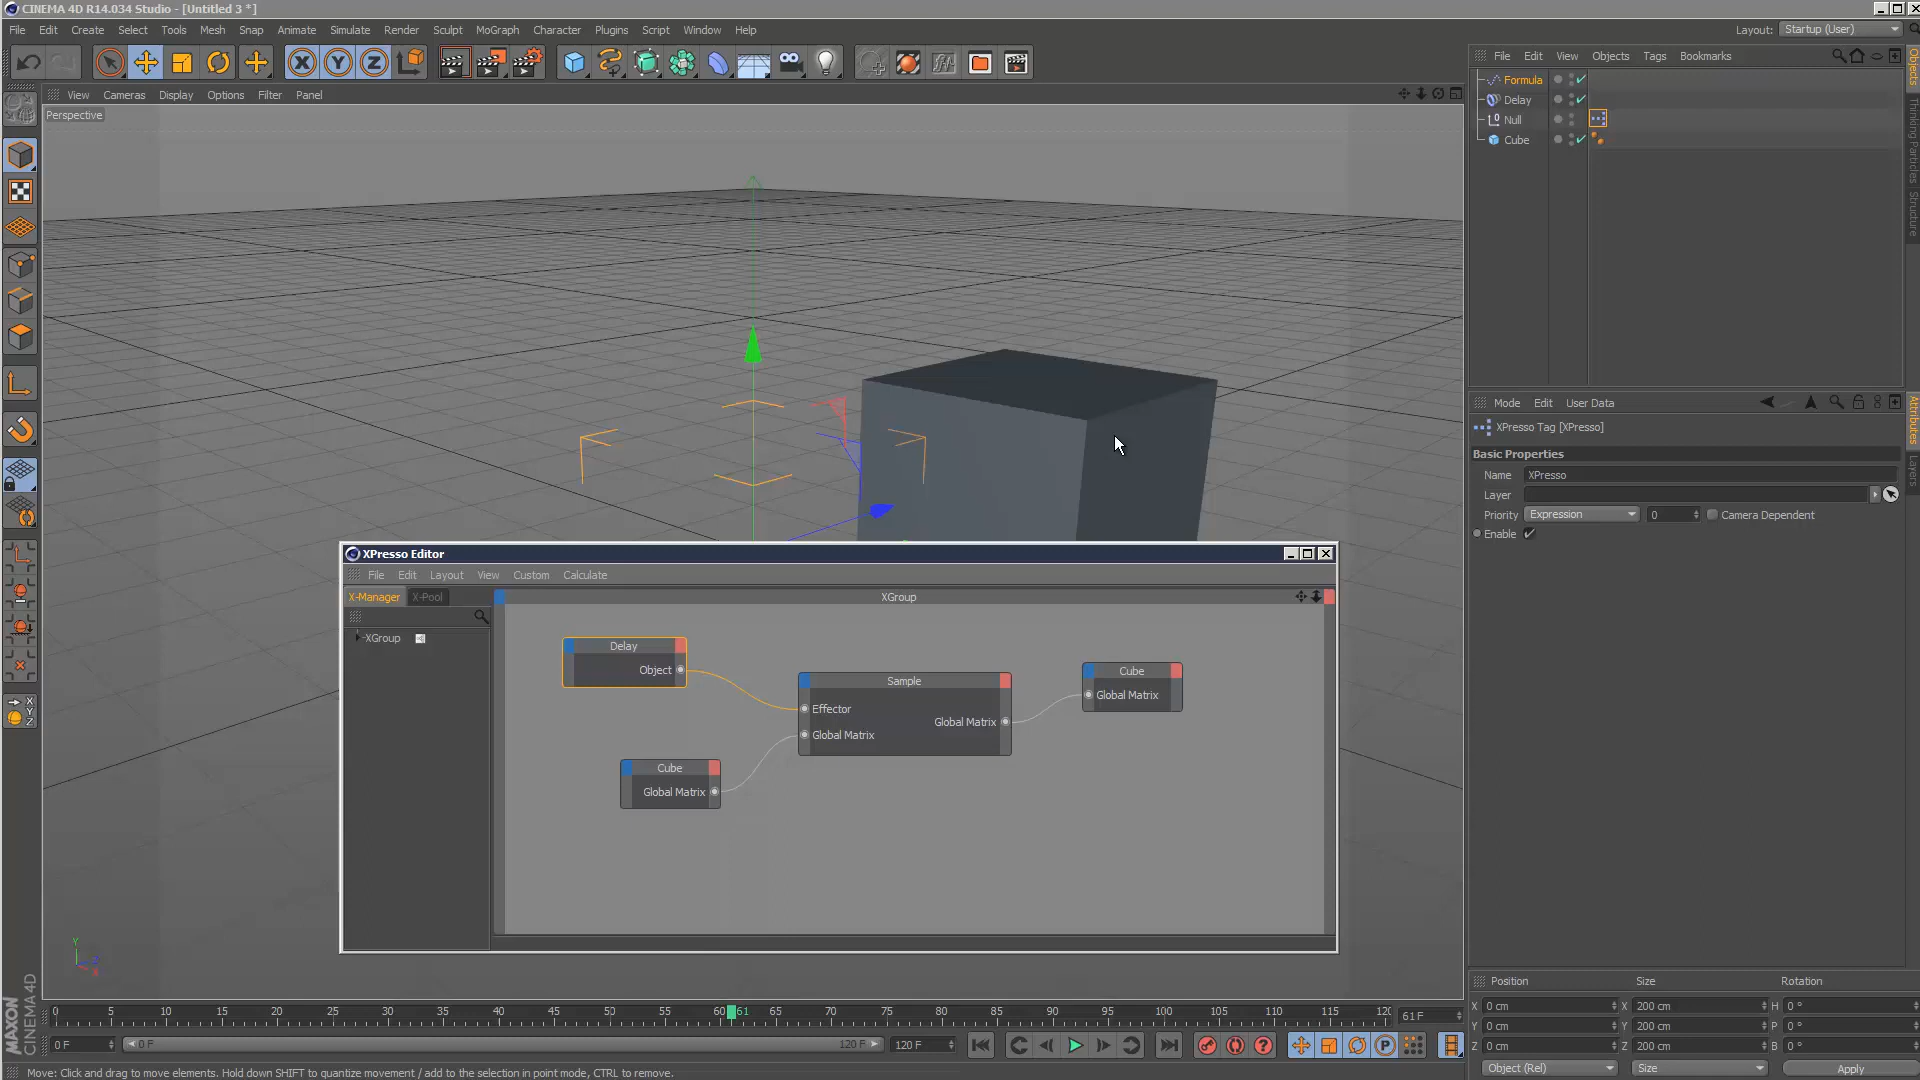 CINEMA 4D R14.034 Studio - [Untitled 3 *]
File Edit Create Select Tools Mesh Snap Animate Simulate Render Sculpt MoGraph Character Plugins Script Window Help
Layout: Startup (User)
X Y Z
View Cameras Display Options Filter Panel
Perspective
File Edit View Objects Tags Bookmarks
Formula
Delay
Null
Cube
Objects
Thinking Particles
Structure
Mode Edit User Data
XPresso Tag [XPresso]
Basic Properties
Name XPresso
Layer
Priority Expression 0 Camera Dependent
Enable
Attributes
Layers
XPresso Editor
File Edit Layout View Custom Calculate
X-Manager X-Pool
XGroup
XGroup
Delay
Object
Sample
Effector
Global Matrix
Global Matrix
Cube
Global Matrix
Cube
Global Matrix
X
Y
Z
Y
Z
X
MAXON
CINEMA 4D
0 5 10 15 20 25 30 35 40 45 50 55 60 61 65 70 75 80 85 90 95 100 105 110 115 120
61 F
0 F 0 F 120 F 120 F
P
Position Size Rotation
X 0 cm X 200 cm H 0 °
Y 0 cm Y 200 cm P 0 °
Z 0 cm Z 200 cm B 0 °
Object (Rel) Size Apply
Move: Click and drag to move elements. Hold down SHIFT to quantize movement / add to the selection in point mode, CTRL to remove.